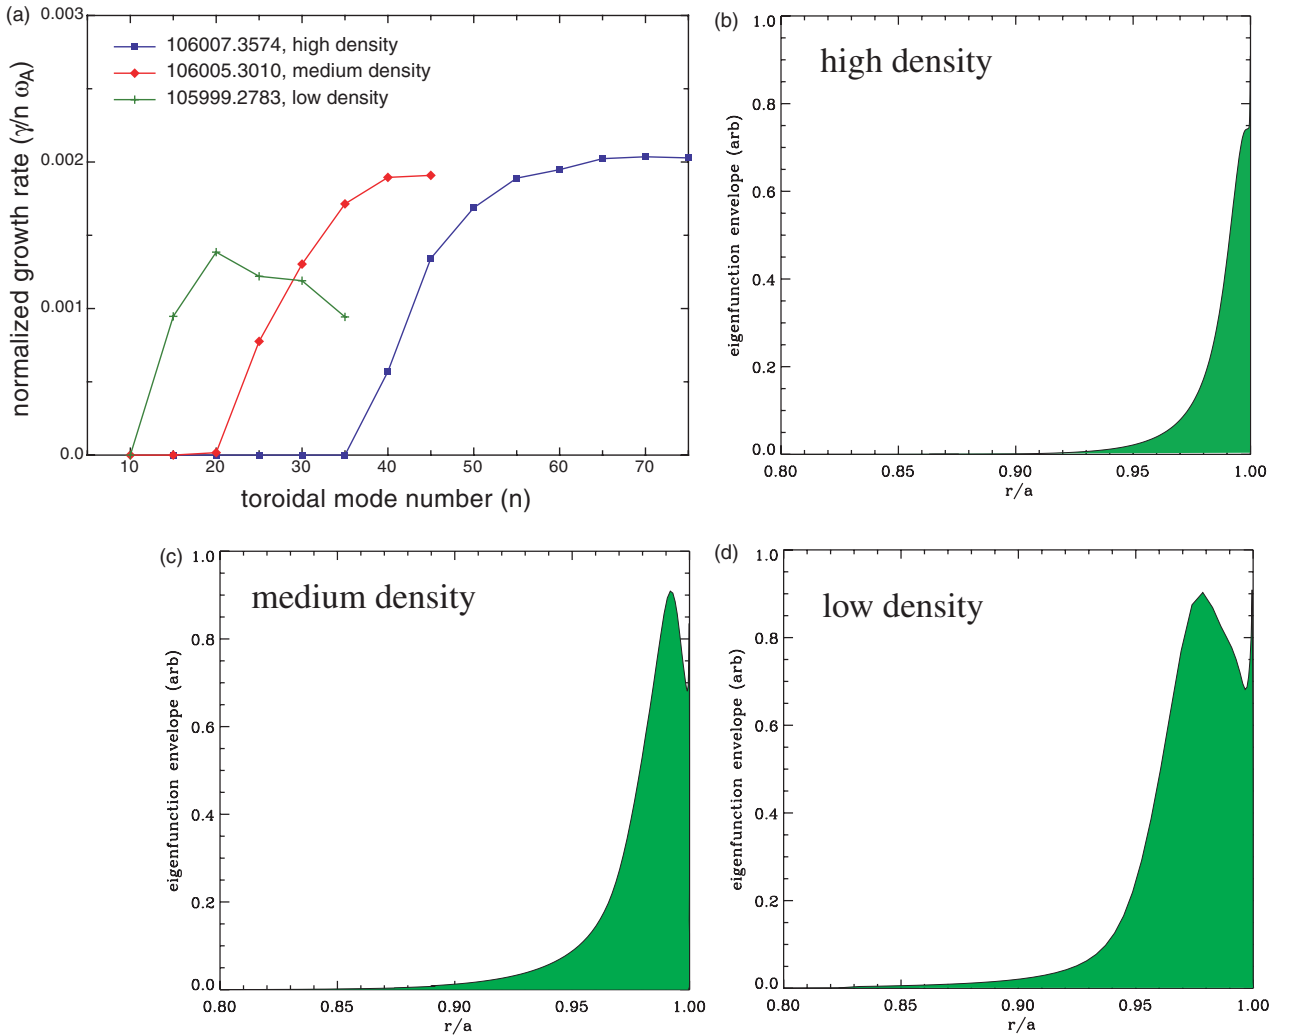 (a)
0.003
106007.3574, high density
106005.3010, medium density
105999.2783, low density
normalized growth rate (γ/n ωA)
0.002
0.001
0.0
10 20 30 40 50 60 70
toroidal mode number (n)
(b)
high density
eigenfunction envelope (arb)
1.0
0.8
0.6
0.4
0.2
0.0
0.80 0.85 0.90 0.95 1.00
r/a
(c)
medium density
eigenfunction envelope (arb)
1.0
0.8
0.6
0.4
0.2
0.0
0.80 0.85 0.90 0.95 1.00
r/a
(d)
low density
eigenfunction envelope (arb)
1.0
0.8
0.6
0.4
0.2
0.0
0.80 0.85 0.90 0.95 1.00
r/a